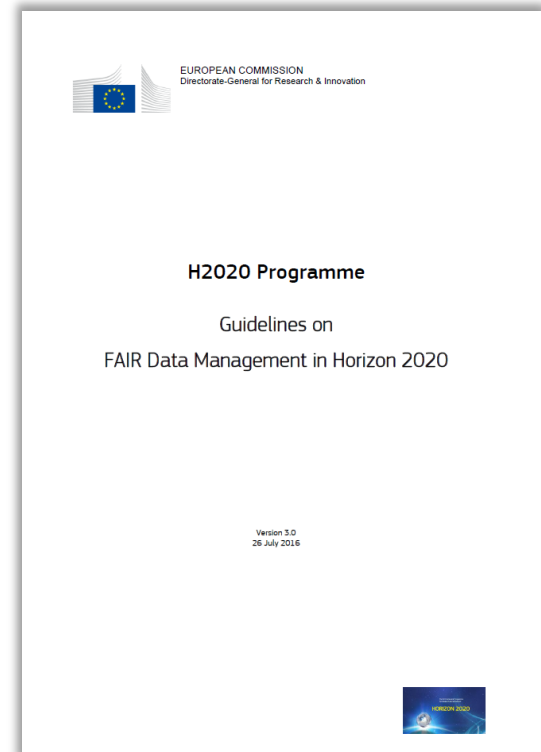 EUROPEAN COMMISSION
Directorate-General for Research & Innovation
H2020 Programme
Guidelines on
FAIR Data Management in Horizon 2020
Version 3.0
26 July 2016
HORIZON 2020